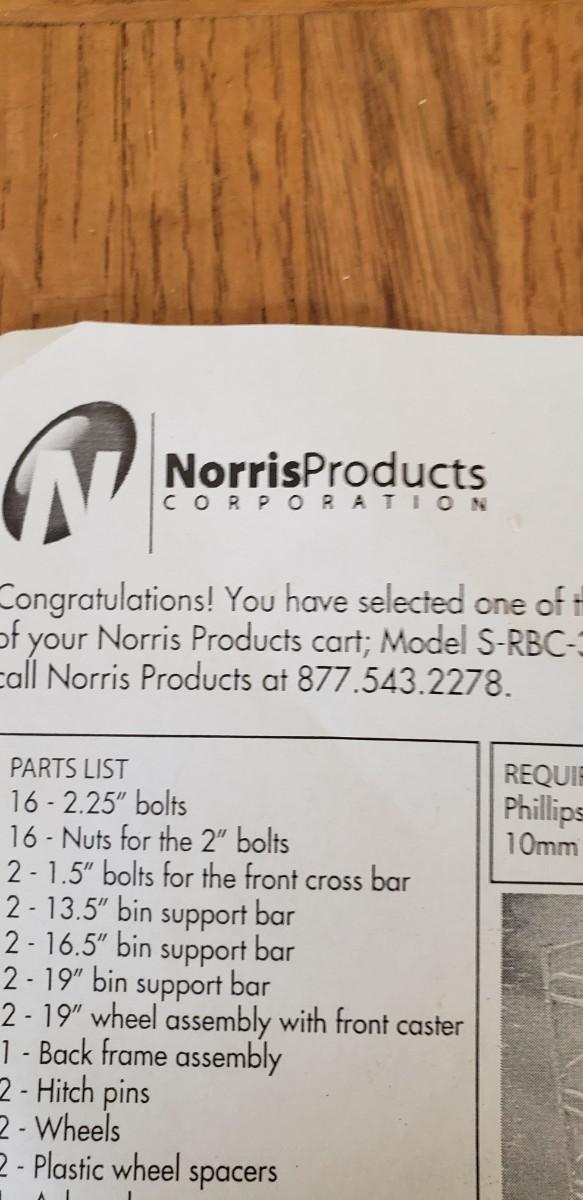 N
NorrisProducts
CORPORATION
Congratulations! You have selected one of
of your Norris Products cart; Model S-RBC-
call Norris Products at 877.543.2278.
PARTS LIST
16 - 2.25" bolts
16 - Nuts for the 2" bolts
2 - 1.5" bolts for the front cross bar
2 - 13.5" bin support bar
2 - 16.5" bin support bar
2 - 19" bin support bar
2 - 19" wheel assembly with front caster
1 - Back frame assembly
2 - Hitch pins
2 - Wheels
2 - Plastic wheel spacers
REQUI
Phillips
10mm